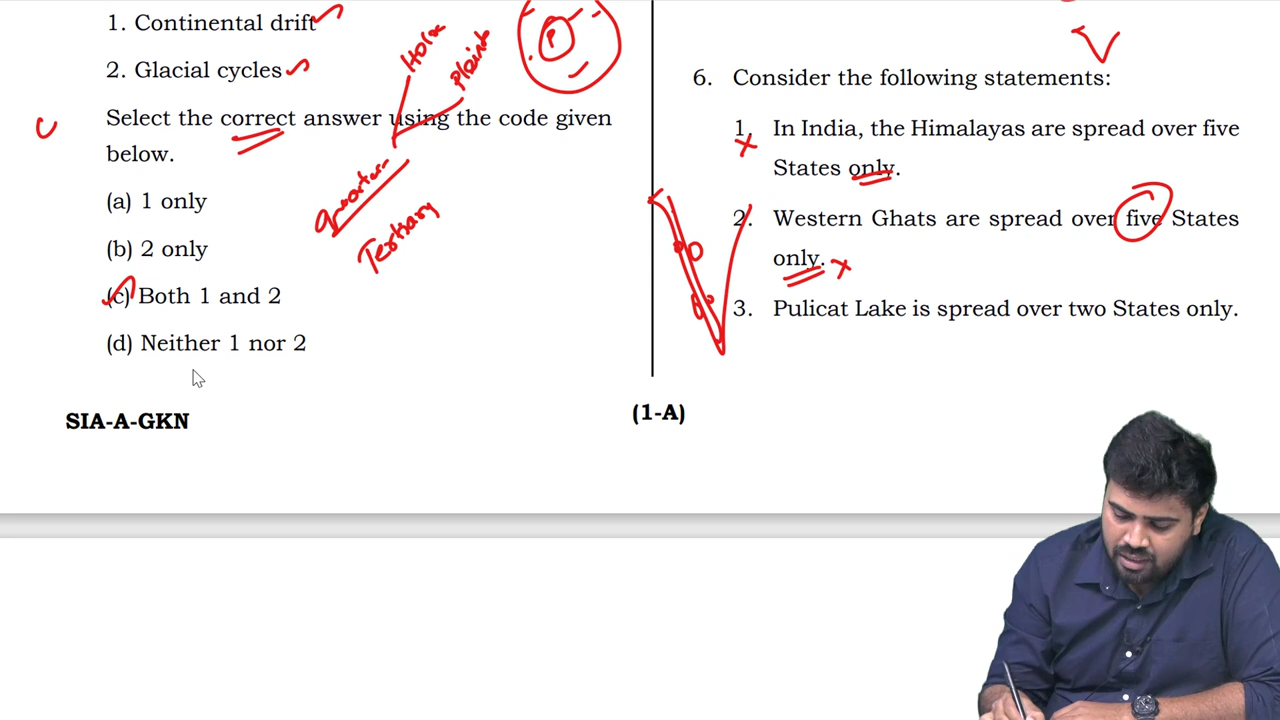 1. Continental drift
2. Glacial cycles
Select the correct answer using the code given
below.
(a) 1 only
(b) 2 only
(c) Both 1 and 2
(d) Neither 1 nor 2
C
Tertiary
P
SIA-A-GKN
(1-A)
6. Consider the following statements:
1. In India, the Himalayas are spread over five
States only.
2. Western Ghats are spread over five States
only.
3. Pulicat Lake is spread over two States only.